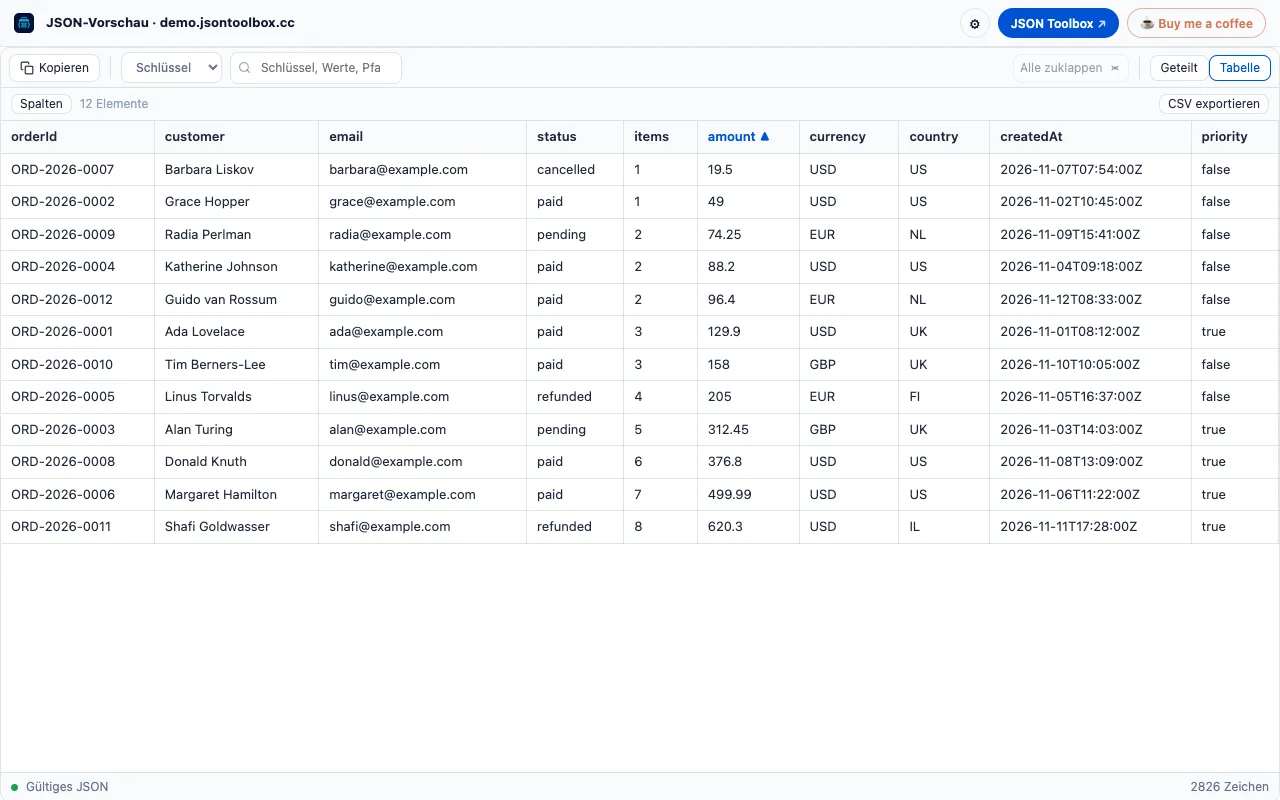 JSON-Vorschau · demo.jsontoolbox.cc
JSON Toolbox ↗
Buy me a coffee
Kopieren
Schlüssel
Schlüssel, Werte, Pfa
Alle zuklappen
Geteilt
Tabelle
Spalten
12 Elemente
CSV exportieren
orderId customer email status items amount ▲ currency country createdAt priority
ORD-2026-0007 Barbara Liskov barbara@example.com cancelled 1 19.5 USD US 2026-11-07T07:54:00Z false
ORD-2026-0002 Grace Hopper grace@example.com paid 1 49 USD US 2026-11-02T10:45:00Z false
ORD-2026-0009 Radia Perlman radia@example.com pending 2 74.25 EUR NL 2026-11-09T15:41:00Z false
ORD-2026-0004 Katherine Johnson katherine@example.com paid 2 88.2 USD US 2026-11-04T09:18:00Z false
ORD-2026-0012 Guido van Rossum guido@example.com paid 2 96.4 EUR NL 2026-11-12T08:33:00Z false
ORD-2026-0001 Ada Lovelace ada@example.com paid 3 129.9 USD UK 2026-11-01T08:12:00Z true
ORD-2026-0010 Tim Berners-Lee tim@example.com paid 3 158 GBP UK 2026-11-10T10:05:00Z false
ORD-2026-0005 Linus Torvalds linus@example.com refunded 4 205 EUR FI 2026-11-05T16:37:00Z false
ORD-2026-0003 Alan Turing alan@example.com pending 5 312.45 GBP UK 2026-11-03T14:03:00Z true
ORD-2026-0008 Donald Knuth donald@example.com paid 6 376.8 USD US 2026-11-08T13:09:00Z true
ORD-2026-0006 Margaret Hamilton margaret@example.com paid 7 499.99 USD US 2026-11-06T11:22:00Z true
ORD-2026-0011 Shafi Goldwasser shafi@example.com refunded 8 620.3 USD IL 2026-11-11T17:28:00Z true
Gültiges JSON
2826 Zeichen